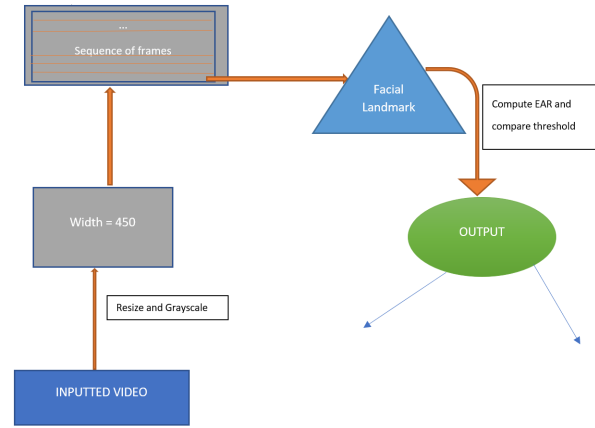 ...
Sequence of frames
Facial
Landmark
Compute EAR and
compare threshold
Width = 450
OUTPUT
Resize and Grayscale
INPUTTED VIDEO